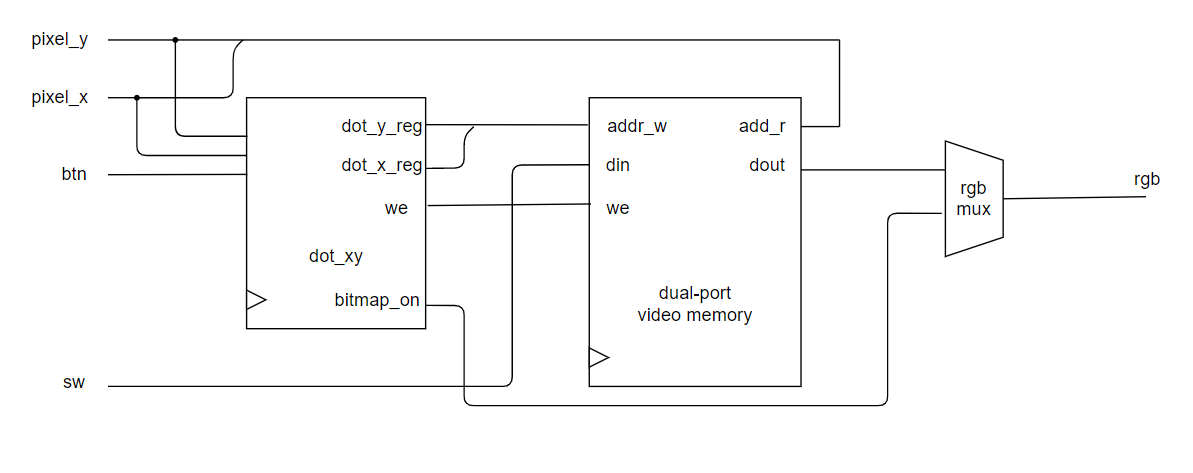 pixel_y
pixel_x
btn
sw
dot_y_reg
dot_x_reg
we
dot_xy
bitmap_on
addr_w
din
we
add_r
dout
dual-port
video memory
rgb
mux
rgb